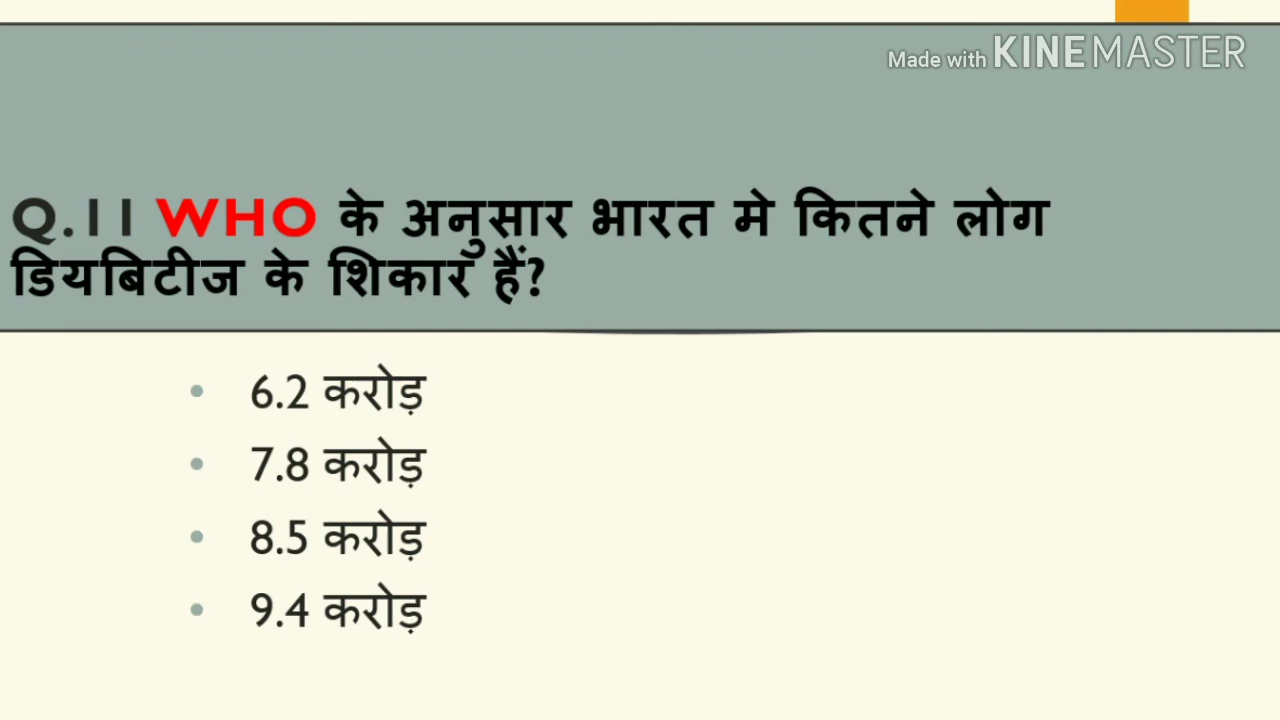 Made with KINEMASTER
Q.11 WHO के अनुसार भारत मे कितने लोग
डियबिटीज के शिकार हैं?
• 6.2 करोड़
• 7.8 करोड़
• 8.5 करोड़
• 9.4 करोड़